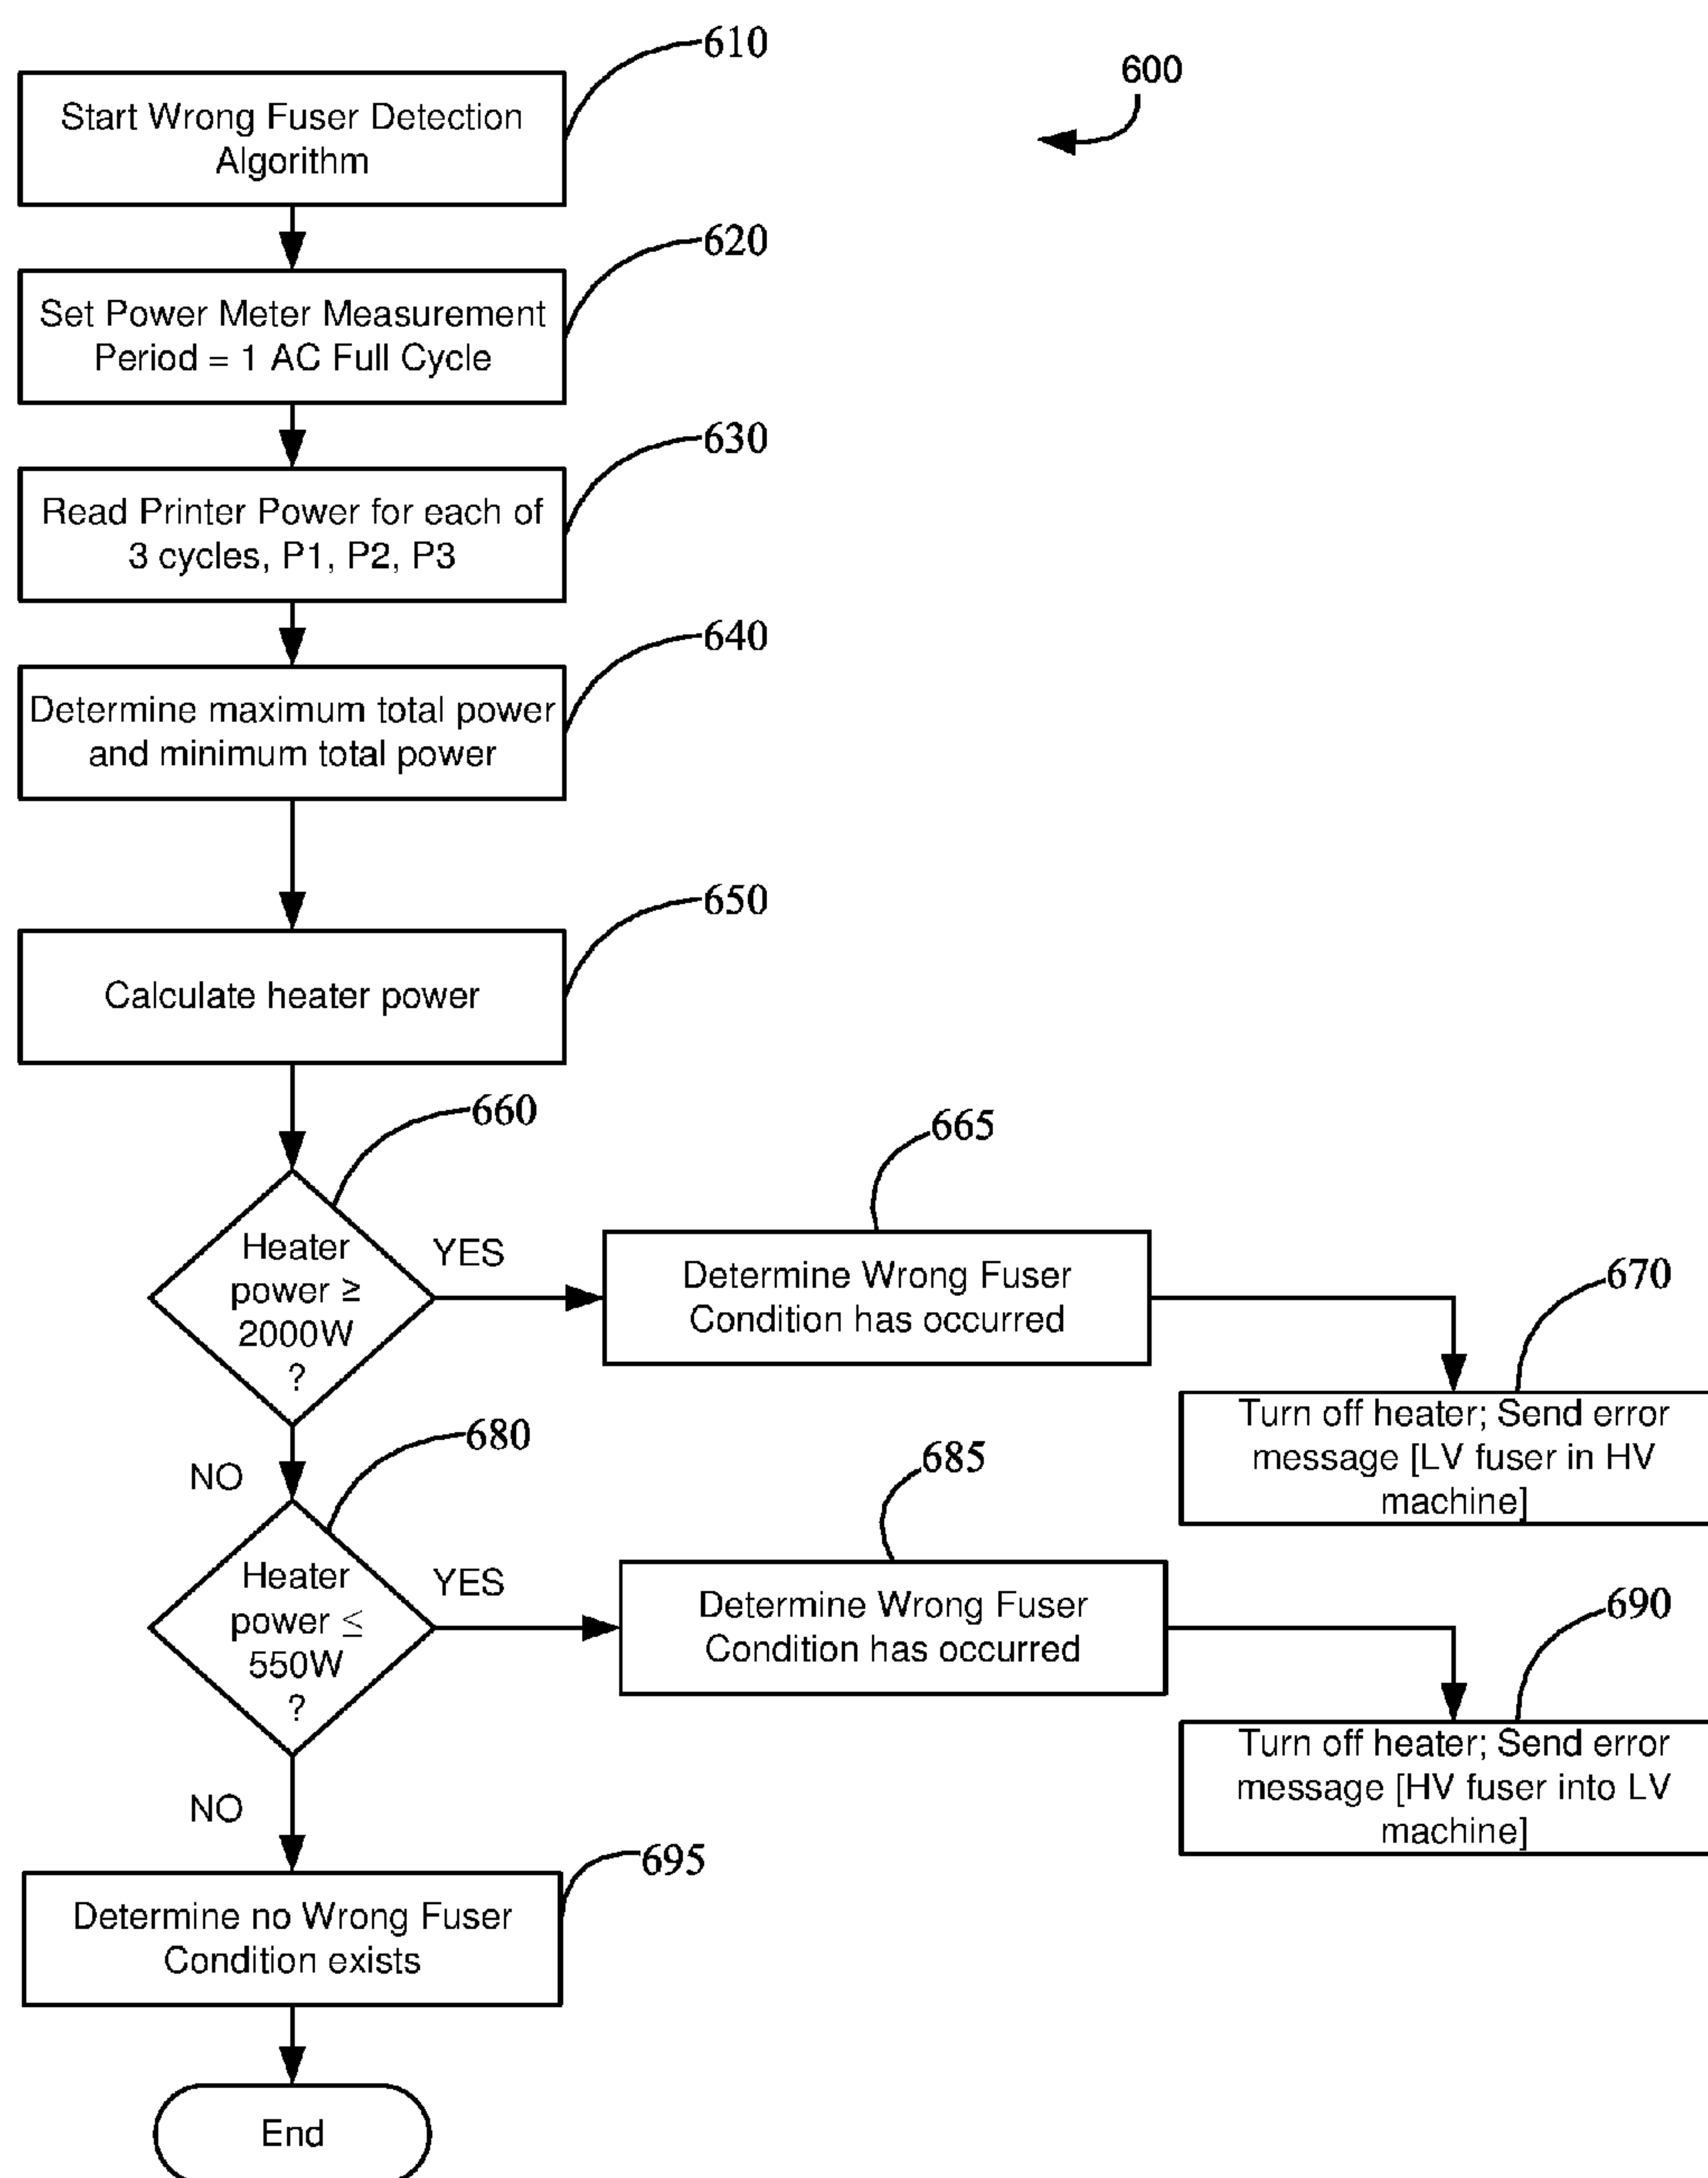 610
600
Start Wrong Fuser Detection
Algorithm
620
Set Power Meter Measurement
Period = 1 AC Full Cycle
630
Read Printer Power for each of
3 cycles, P1, P2, P3
640
Determine maximum total power
and minimum total power
650
Calculate heater power
660
665
Heater
power ≥
2000W
?
YES
Determine Wrong Fuser
Condition has occurred
670
Turn off heater; Send error
message [LV fuser in HV
machine]
NO
680
685
Heater
power ≤
550W
?
YES
Determine Wrong Fuser
Condition has occurred
690
Turn off heater; Send error
message [HV fuser into LV
machine]
NO
695
Determine no Wrong Fuser
Condition exists
End